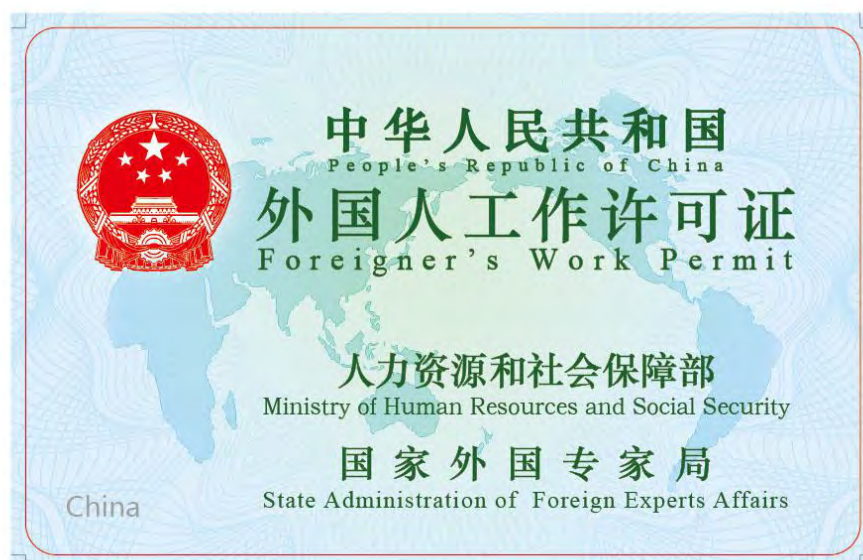 中华人民共和国
People's Republic of China
外国人工作许可证
Foreigner's Work Permit
人力资源和社会保障部
Ministry of Human Resources and Social Security
国家外国专家局
State Administration of Foreign Experts Affairs
China